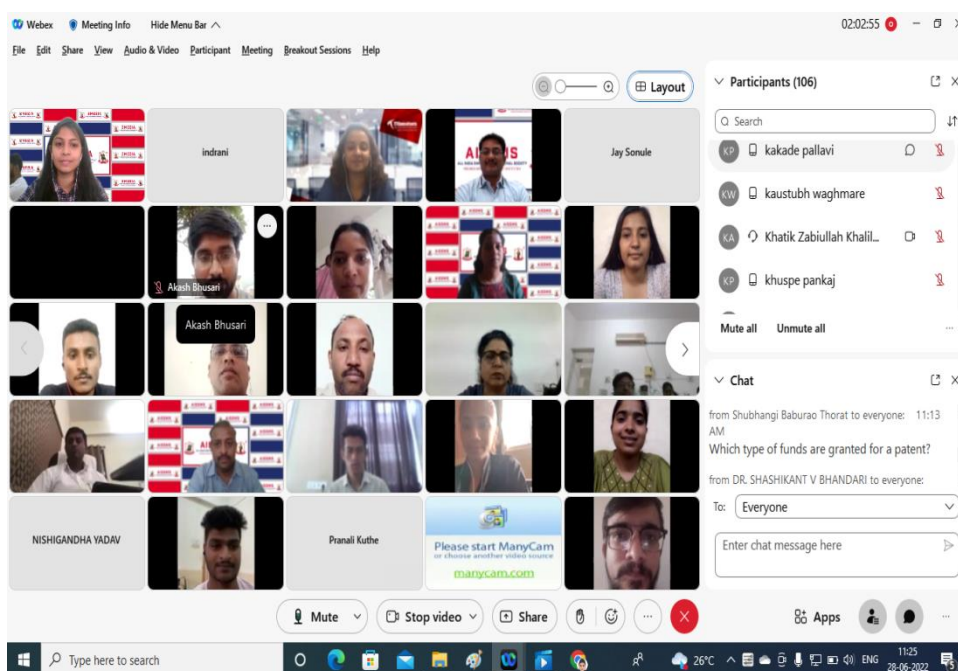 Webex Meeting Info Hide Menu Bar
02:02:55
File Edit Share View Audio & Video Participant Meeting Breakout Sessions Help
Layout
indrani
Jay Sonule
Akash Bhusari
Akash Bhusari
NISHIGANDHA YADAV
Pranali Kuthe
Please start ManyCam
or choose another video source
manycam.com
Participants (106)
Search
KP kakade pallavi
KW kaustubh waghmare
KA Khatik Zabiullah Khalil...
KP khuspe pankaj
Mute all Unmute all
Chat
from Shubhangi Baburao Thorat to everyone: 11:13
AM
Which type of funds are granted for a patent?
from DR. SHASHIKANT V BHANDARI to everyone:
To: Everyone
Enter chat message here
Mute Stop video Share Apps
Type here to search
26°C ENG 11:25
28-06-2022